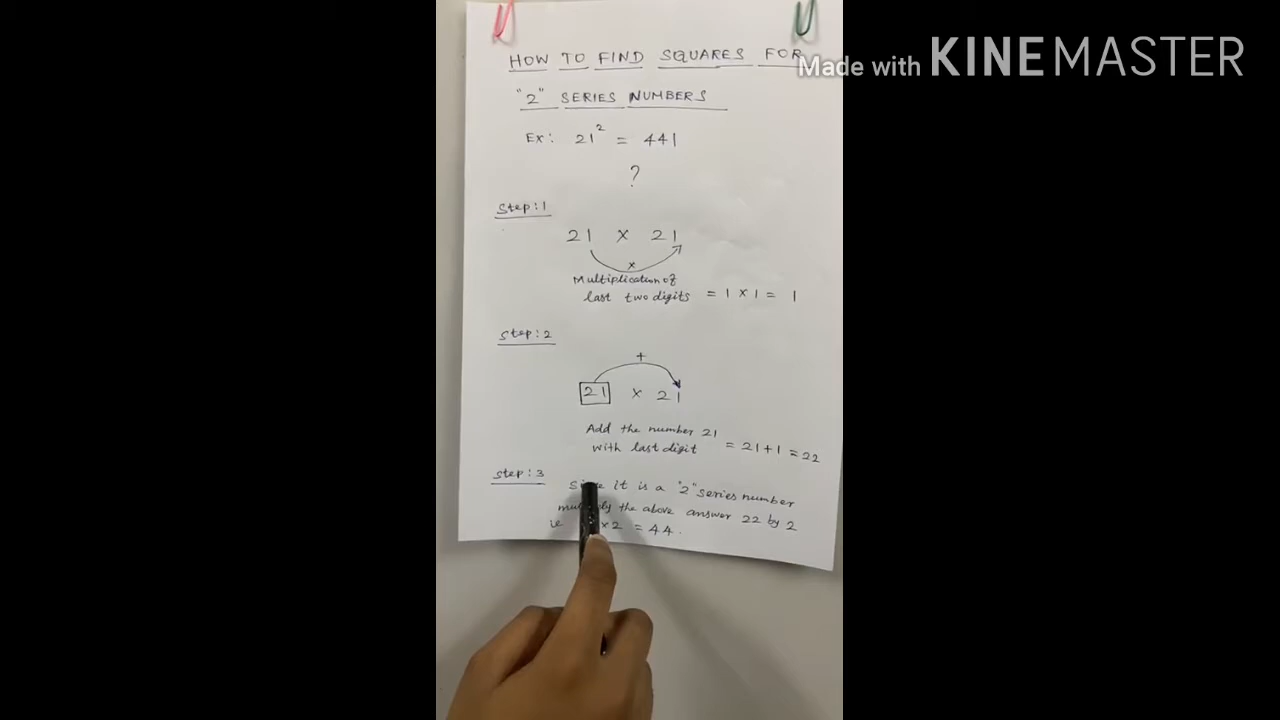 HOW TO FIND SQUARES FOR
Made with KINEMASTER
"2" SERIES NUMBERS
Ex: 21² = 441
?
Step:1
21 x 21
x
Multiplication of
last two digits = 1 x 1 = 1
Step:2
+
21 x 21
Add the number 21
with last digit = 21+1 = 22
Step:3
it is a "2" series number
the above answer 22 by 2
ie x2 = 44.